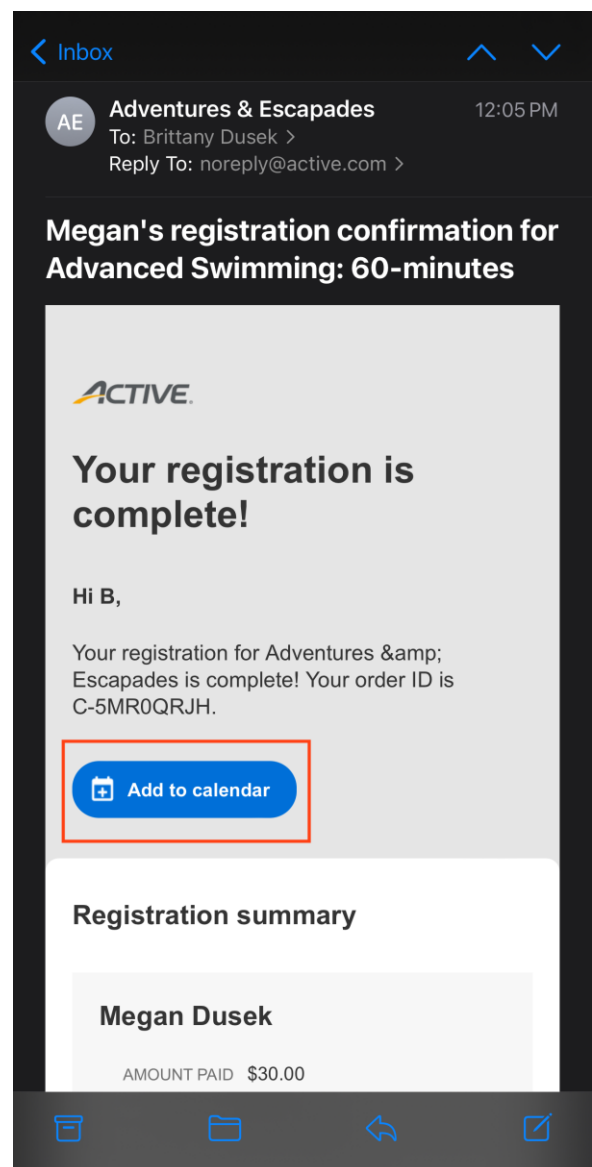 Inbox
AE
Adventures & Escapades
12:05 PM
To: Brittany Dusek >
Reply To: noreply@active.com >
Megan's registration confirmation for
Advanced Swimming: 60-minutes
ACTIVE.
Your registration is
complete!
Hi B,
Your registration for Adventures &amp;
Escapades is complete! Your order ID is
C-5MR0QRJH.
Add to calendar
Registration summary
Megan Dusek
AMOUNT PAID $30.00